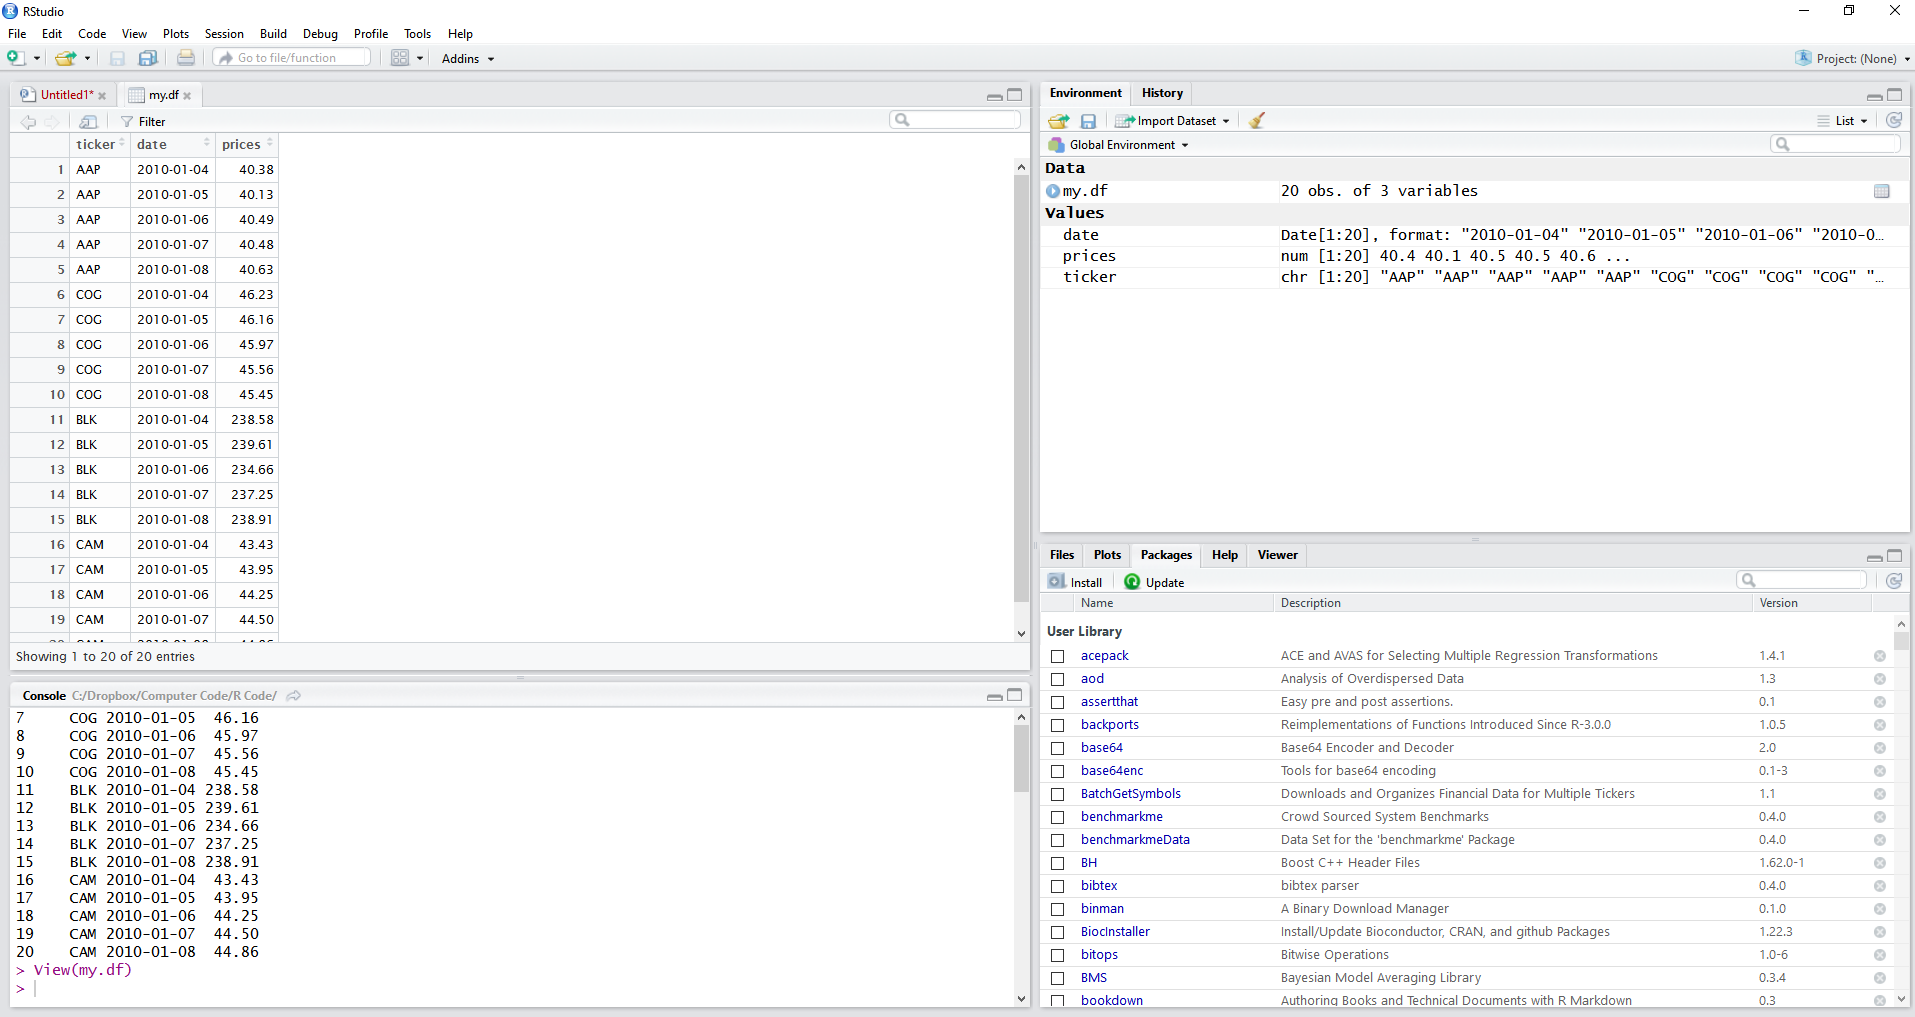 RStudio
File Edit Code View Plots Session Build Debug Profile Tools Help
Go to file/function Addins Project: (None)
Untitled1* my.df
Filter
ticker date prices
1 AAP 2010-01-04 40.38
2 AAP 2010-01-05 40.13
3 AAP 2010-01-06 40.49
4 AAP 2010-01-07 40.48
5 AAP 2010-01-08 40.63
6 COG 2010-01-04 46.23
7 COG 2010-01-05 46.16
8 COG 2010-01-06 45.97
9 COG 2010-01-07 45.56
10 COG 2010-01-08 45.45
11 BLK 2010-01-04 238.58
12 BLK 2010-01-05 239.61
13 BLK 2010-01-06 234.66
14 BLK 2010-01-07 237.25
15 BLK 2010-01-08 238.91
16 CAM 2010-01-04 43.43
17 CAM 2010-01-05 43.95
18 CAM 2010-01-06 44.25
19 CAM 2010-01-07 44.50
Showing 1 to 20 of 20 entries
Console C:/Dropbox/Computer Code/R Code/
7 COG 2010-01-05 46.16
8 COG 2010-01-06 45.97
9 COG 2010-01-07 45.56
10 COG 2010-01-08 45.45
11 BLK 2010-01-04 238.58
12 BLK 2010-01-05 239.61
13 BLK 2010-01-06 234.66
14 BLK 2010-01-07 237.25
15 BLK 2010-01-08 238.91
16 CAM 2010-01-04 43.43
17 CAM 2010-01-05 43.95
18 CAM 2010-01-06 44.25
19 CAM 2010-01-07 44.50
20 CAM 2010-01-08 44.86
> View(my.df)
>
Environment History
Import Dataset List
Global Environment
Data
my.df 20 obs. of 3 variables
Values
date Date[1:20], format: "2010-01-04" "2010-01-05" "2010-01-06" "2010-0…
prices num [1:20] 40.4 40.1 40.5 40.5 40.6 ...
ticker chr [1:20] "AAP" "AAP" "AAP" "AAP" "AAP" "COG" "COG" "COG" "COG" "…
Files Plots Packages Help Viewer
Install Update
Name Description Version
User Library
acepack ACE and AVAS for Selecting Multiple Regression Transformations 1.4.1
aod Analysis of Overdispersed Data 1.3
assertthat Easy pre and post assertions. 0.1
backports Reimplementations of Functions Introduced Since R-3.0.0 1.0.5
base64 Base64 Encoder and Decoder 2.0
base64enc Tools for base64 encoding 0.1-3
BatchGetSymbols Downloads and Organizes Financial Data for Multiple Tickers 1.1
benchmarkme Crowd Sourced System Benchmarks 0.4.0
benchmarkmeData Data Set for the 'benchmarkme' Package 0.4.0
BH Boost C++ Header Files 1.62.0-1
bibtex bibtex parser 0.4.0
binman A Binary Download Manager 0.1.0
BiocInstaller Install/Update Bioconductor, CRAN, and github Packages 1.22.3
bitops Bitwise Operations 1.0-6
BMS Bayesian Model Averaging Library 0.3.4
bookdown Authoring Books and Technical Documents with R Markdown 0.3